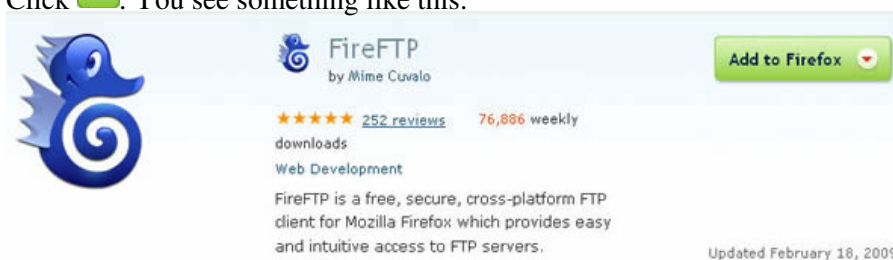 Click . You see something like this:
FireFTP
by Mime Cuvalo
Add to Firefox
★★★★★ 252 reviews 76,886 weekly
downloads
Web Development
FireFTP is a free, secure, cross-platform FTP
client for Mozilla Firefox which provides easy
and intuitive access to FTP servers.
Updated February 18, 2009